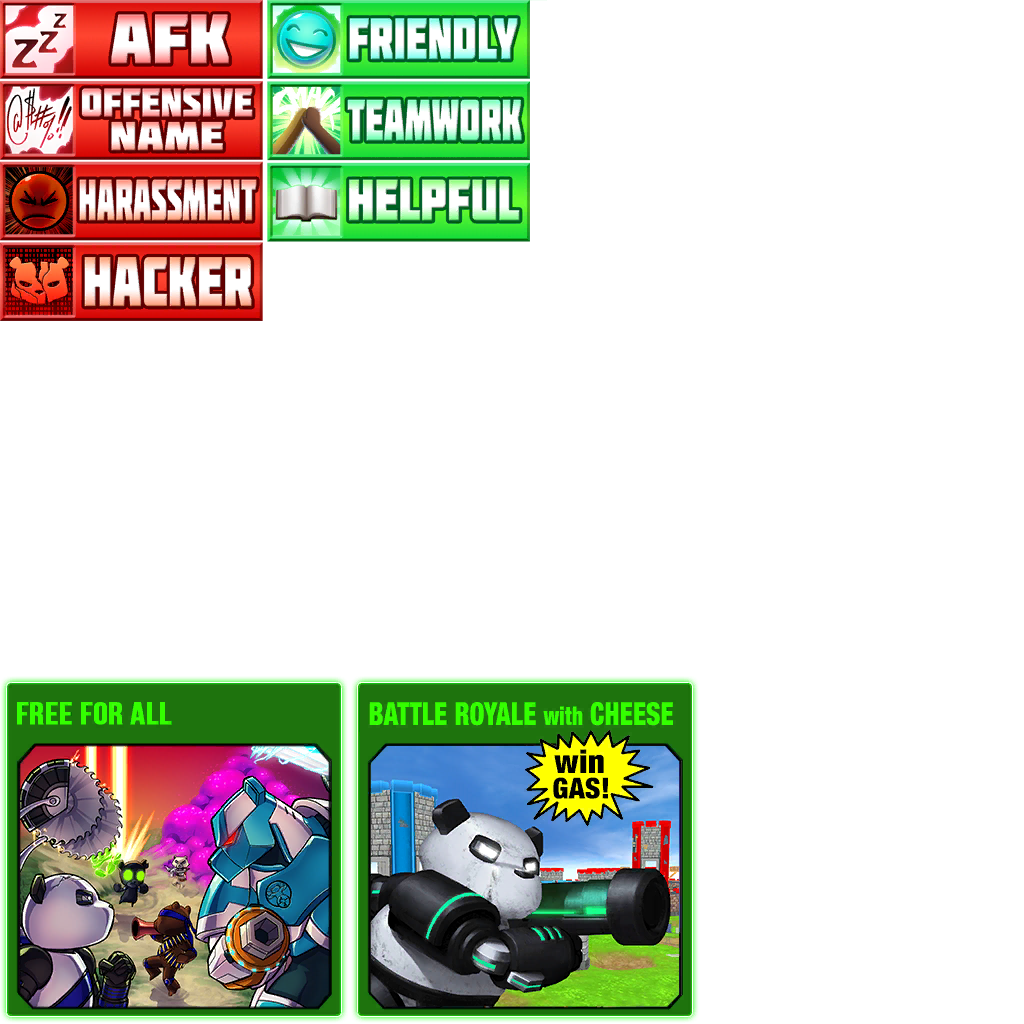 z
z
z
AFK
FRIENDLY
@$##%!!
OFFENSIVE
NAME
TEAMWORK
HARASSMENT
HELPFUL
HACKER
FREE FOR ALL
BATTLE ROYALE with CHEESE
win
GAS!